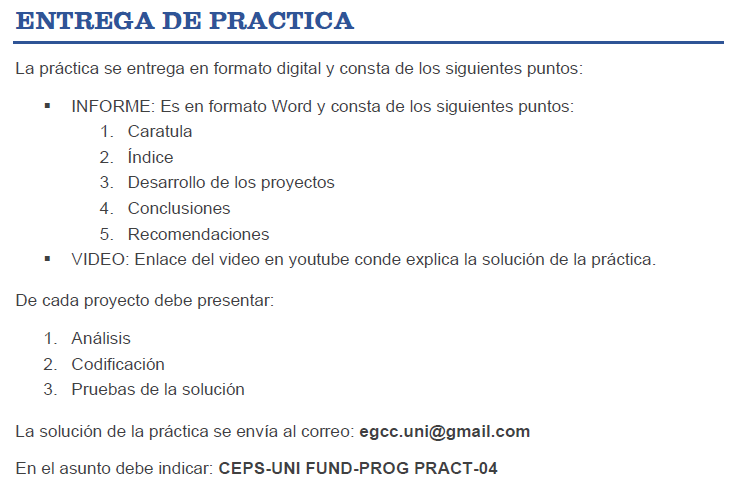 ENTREGA DE PRACTICA
La práctica se entrega en formato digital y consta de los siguientes puntos:
▪ INFORME: Es en formato Word y consta de los siguientes puntos:
1. Caratula
2. Índice
3. Desarrollo de los proyectos
4. Conclusiones
5. Recomendaciones
▪ VIDEO: Enlace del video en youtube conde explica la solución de la práctica.
De cada proyecto debe presentar:
1. Análisis
2. Codificación
3. Pruebas de la solución
La solución de la práctica se envía al correo: egcc.uni@gmail.com
En el asunto debe indicar: CEPS-UNI FUND-PROG PRACT-04